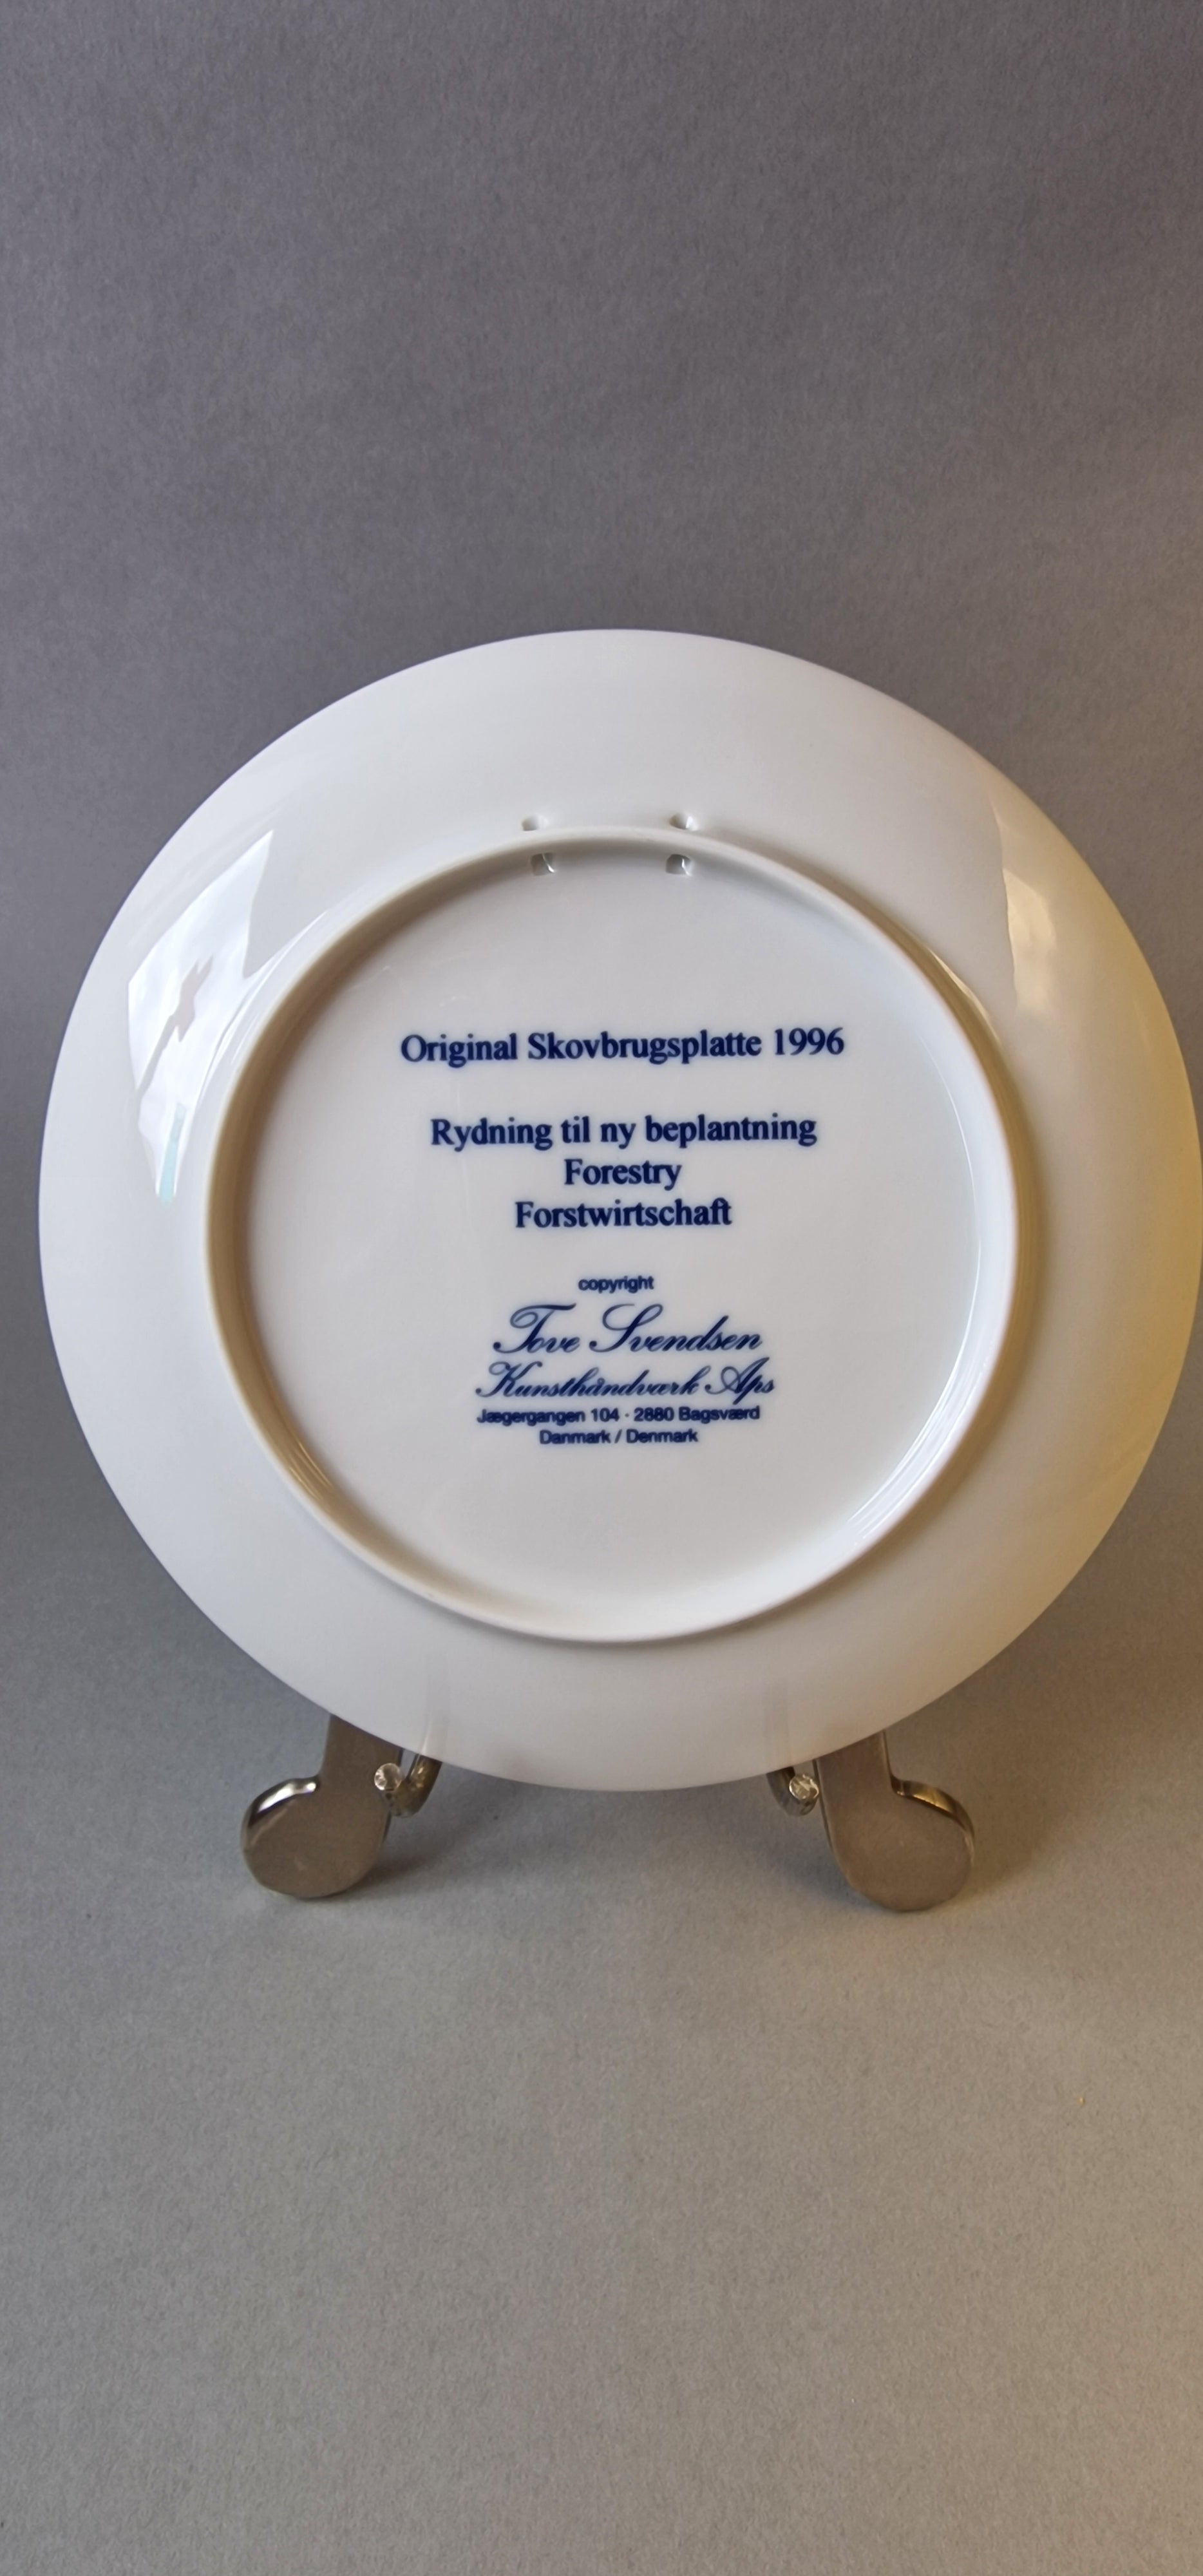 Original Skovbrugsplatte 1996
Rydning til ny beplantning
Forestry
Forstwirtschaft
copyright
Tove Svendsen
Kunsthåndværk Aps
Jægergangen 104 · 2880 Bagsværd
Danmark / Denmark